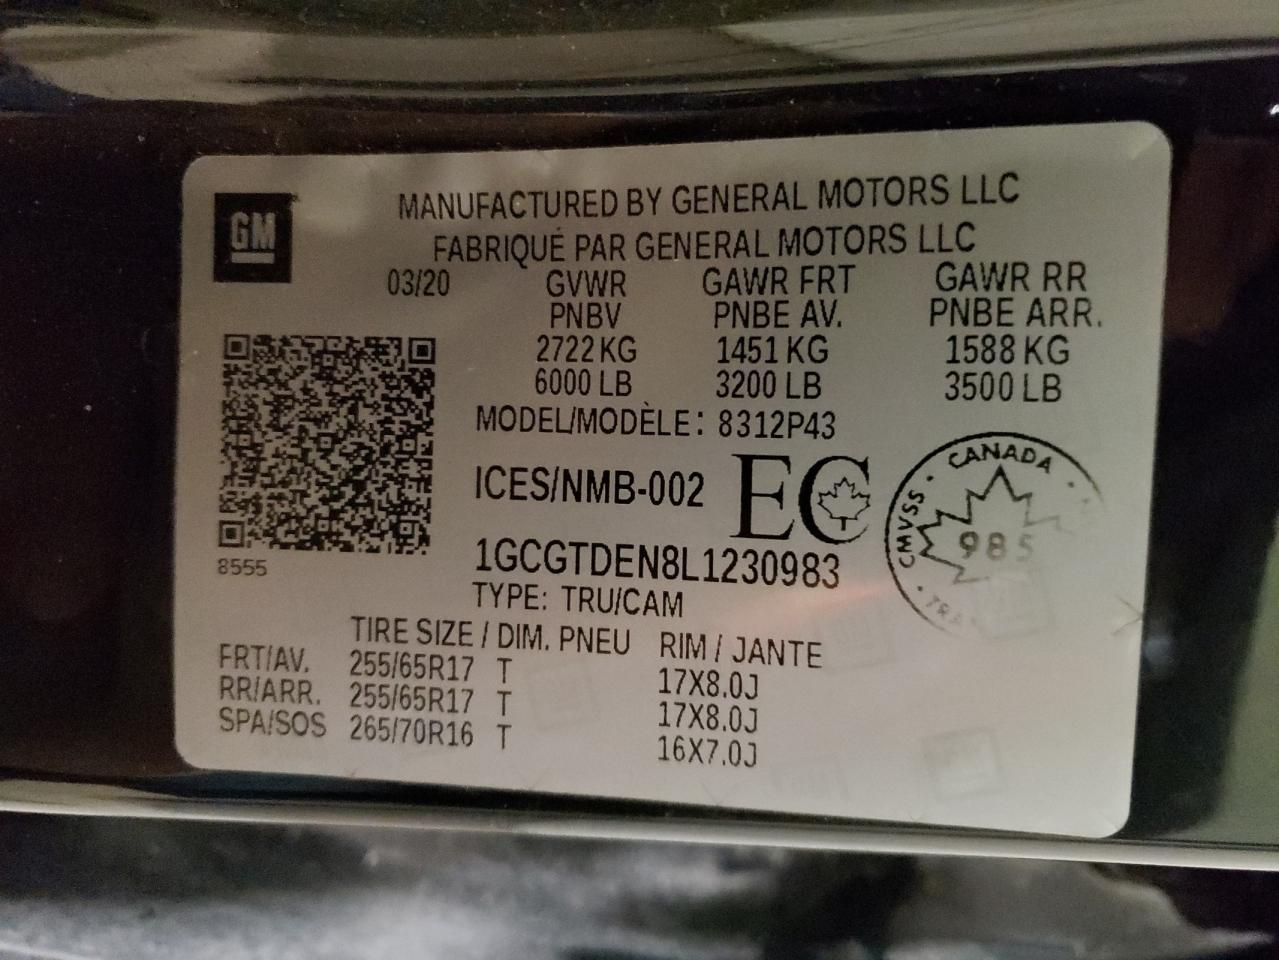 GM
MANUFACTURED BY GENERAL MOTORS LLC
FABRIQUÉ PAR GENERAL MOTORS LLC
03/20 GVWR GAWR FRT GAWR RR
PNBV PNBE AV. PNBE ARR.
2722 KG 1451 KG 1588 KG
6000 LB 3200 LB 3500 LB
MODEL/MODÈLE: 8312P43
ICES/NMB-002 EC
CANADA
CMVSS
985
1GCGTDEN8L1230983
8555
TYPE: TRU/CAM
TIRE SIZE / DIM. PNEU RIM / JANTE
FRT/AV. 255/65R17 T 17X8.0J
RR/ARR. 255/65R17 T 17X8.0J
SPA/SOS 265/70R16 T 16X7.0J